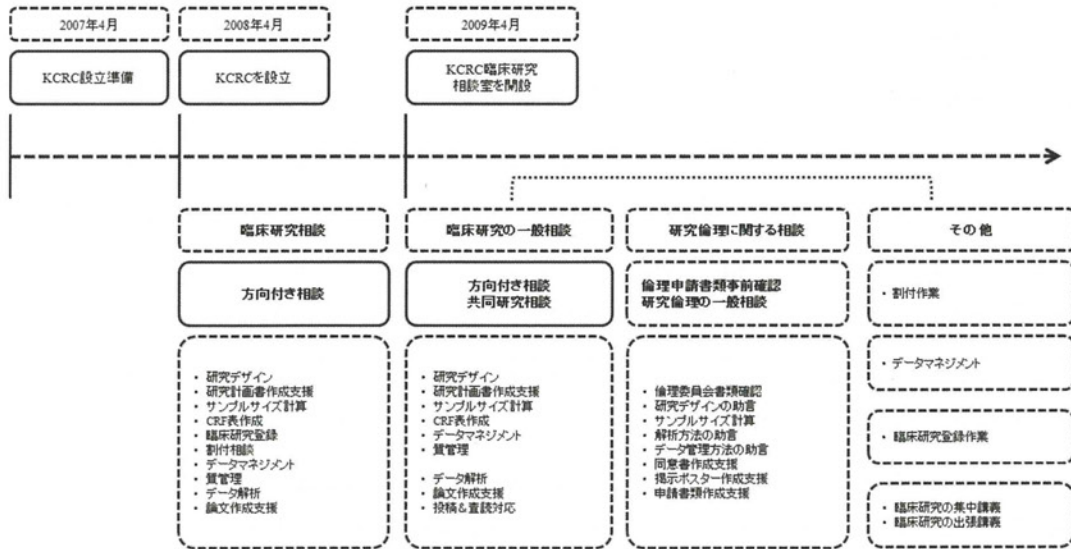 2007年4月
2008年4月
2009年4月
KCRC設立準備
KCRCを設立
KCRC臨床研究
相談室を開設
臨床研究相談
臨床研究の一般相談
研究倫理に関する相談
その他
方向付き相談
方向付き相談
共同研究相談
倫理申請書類事前確認
研究倫理の一般相談
・ 割付作業
・ データマネジメント
・ 臨床研究登録作業
・ 臨床研究の集中講義
・ 臨床研究の出張講義
・ 研究デザイン
・ 研究計画書作成支援
・ サンプルサイズ計算
・ CRF表作成
・ 臨床研究登録
・ 割付相談
・ データマネジメント
・ 質管理
・ データ解析
・ 論文作成支援
・ 研究デザイン
・ 研究計画書作成支援
・ サンプルサイズ計算
・ CRF表作成
・ データマネジメント
・ 質管理
・ データ解析
・ 論文作成支援
・ 投稿&査読対応
・ 倫理委員会書類確認
・ 研究デザインの助言
・ サンプルサイズ計算
・ 解析方法の助言
・ データ管理方法の助言
・ 同意書作成支援
・ 掲示ポスター作成支援
・ 申請書類作成支援